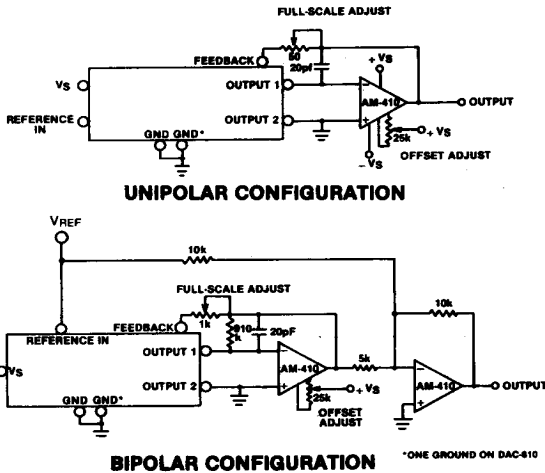 FULL-SCALE ADJUST
FEEDBACK
50
20pf
+ VS
VS
OUTPUT 1
AM-410
OUTPUT
REFERENCE IN
OUTPUT 2
+ VS
25k
GND GND*
- VS
OFFSET ADJUST
UNIPOLAR CONFIGURATION
VREF
10k
FULL-SCALE ADJUST
10k
FEEDBACK
1k
910 k
20pF
REFERENCE IN
VS
OUTPUT 1
AM-410
5k
AM-410
OUTPUT
OUTPUT 2
+ VS
25k
GND GND
OFFSET ADJUST
BIPOLAR CONFIGURATION
*ONE GROUND ON DAC-610